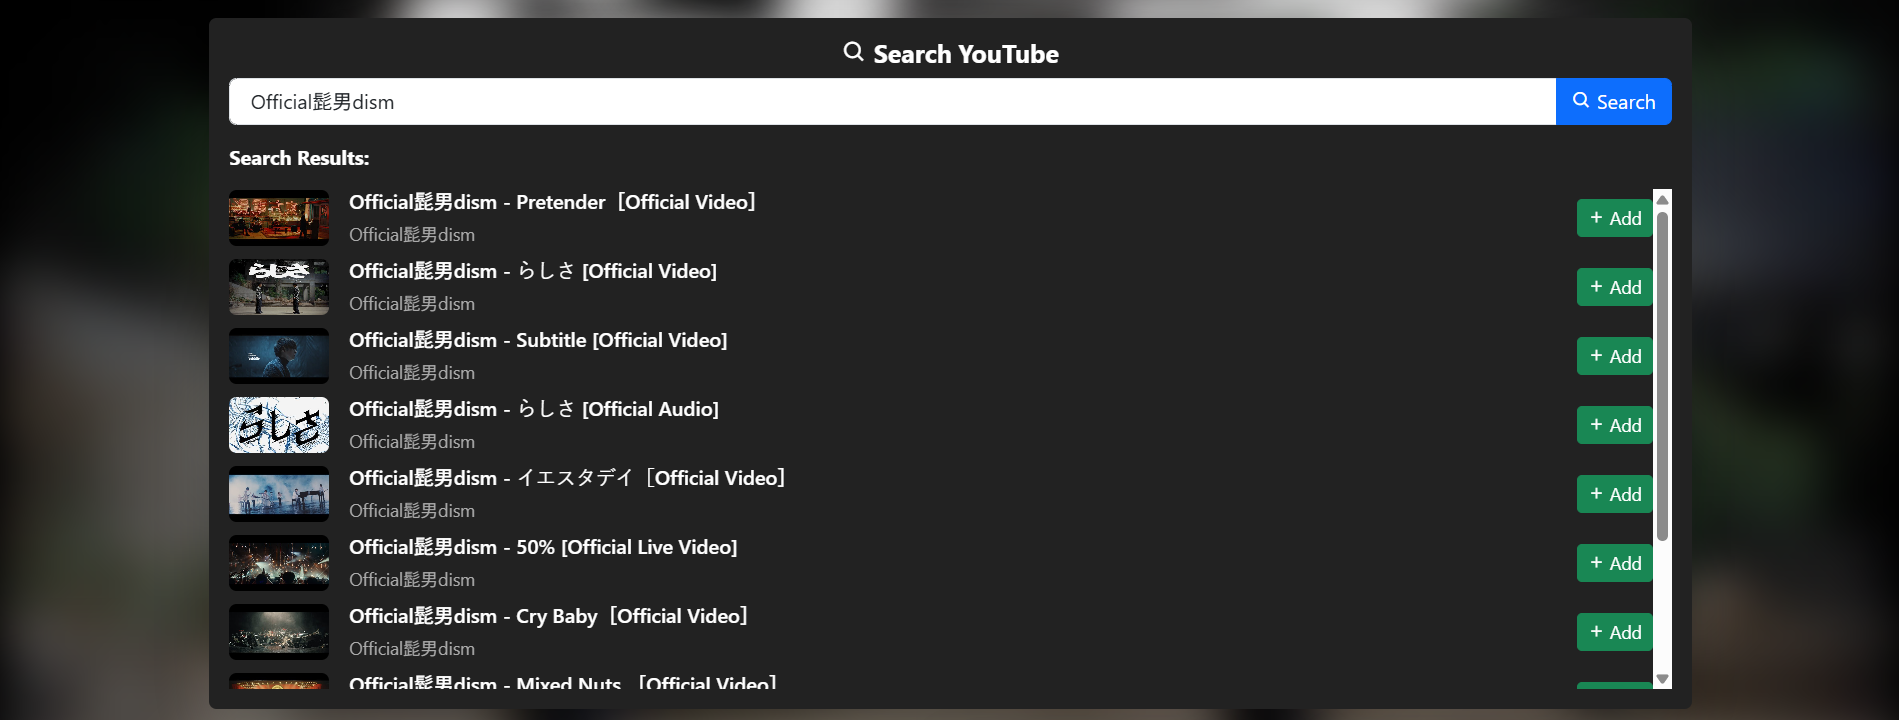 Search YouTube
Official髭男dism
Search
Search Results:
Official髭男dism - Pretender［Official Video］
Official髭男dism
+ Add
らしさ
Official髭男dism - らしさ [Official Video]
Official髭男dism
+ Add
Official髭男dism - Subtitle [Official Video]
Official髭男dism
+ Add
らしさ
Official髭男dism - らしさ [Official Audio]
Official髭男dism
+ Add
Official髭男dism - イエスタデイ［Official Video］
Official髭男dism
+ Add
Official髭男dism - 50% [Official Live Video]
Official髭男dism
+ Add
Official髭男dism - Cry Baby［Official Video］
Official髭男dism
+ Add
Official髭男dism - Mixed Nuts ［Official Video］